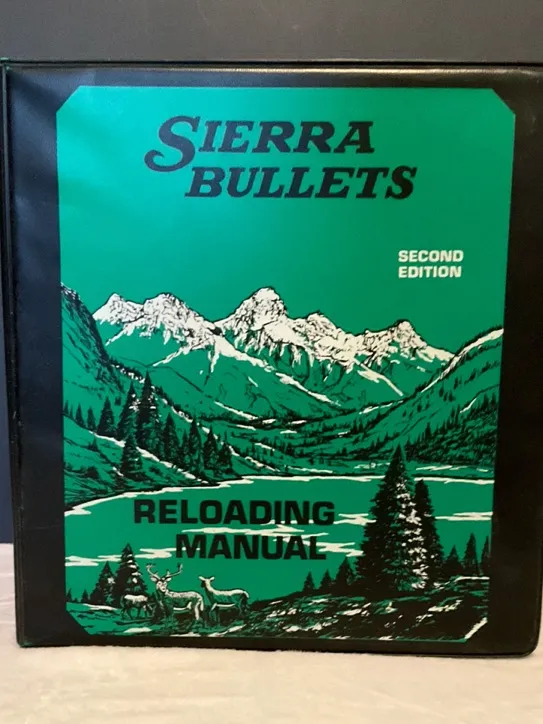 SIERRA
BULLETS
SECOND
EDITION
RELOADING
MANUAL